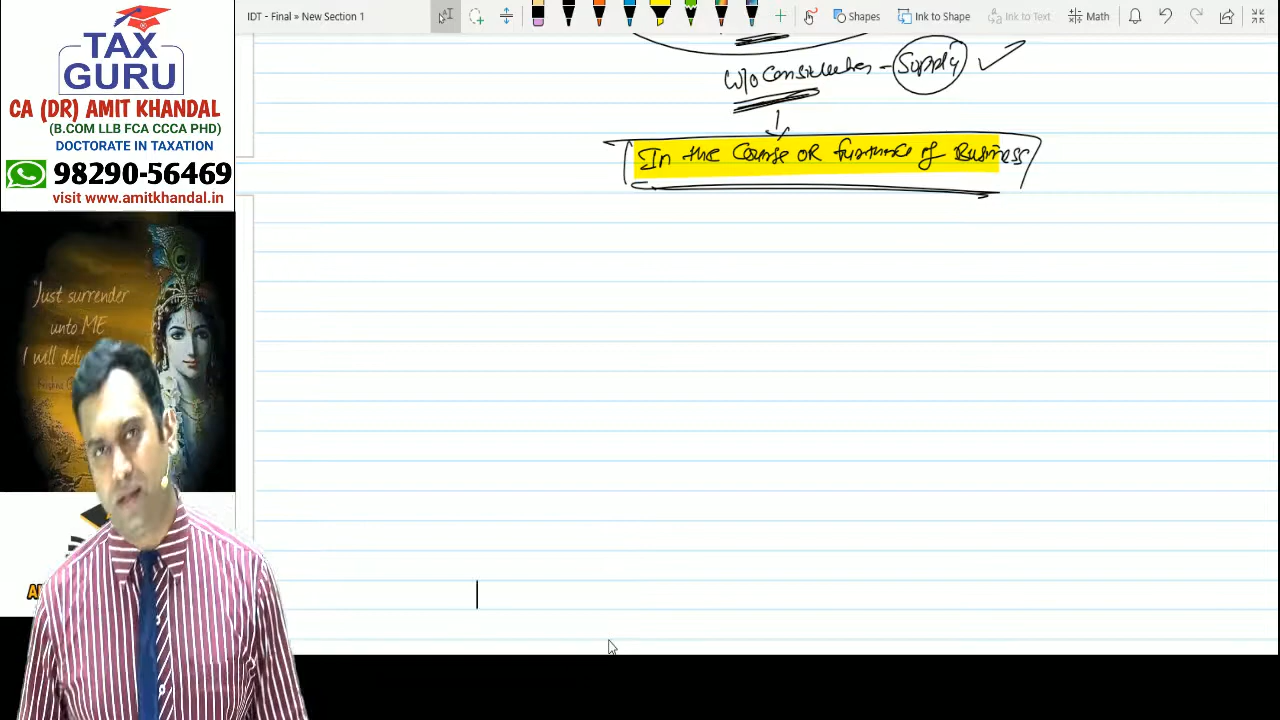 TAX
GURU
CA (DR) AMIT KHANDAL
(B.COM LLB FCA CCCA PHD)
DOCTORATE IN TAXATION
98290-56469
visit www.amitkhandal.in
IDT - Final » New Section 1
Shapes
Ink to Shape
Ink to Text
Math
W/o Consideration - Supply
In the Course OR furtherance of Business
"Just surrender
unto ME
I will deli